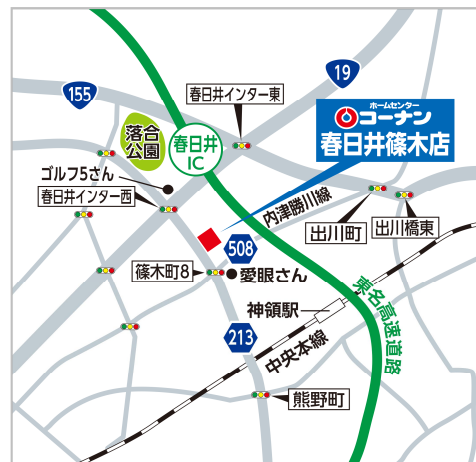 19
155
春日井インター東
ホームセンター
コーナン
春日井篠木店
落合
公園
春日井
IC
ゴルフ5さん
春日井インター西
内津勝川線
出川町
出川橋東
508
篠木町8
愛眼さん
神領駅
東名高速道路
213
中央本線
熊野町